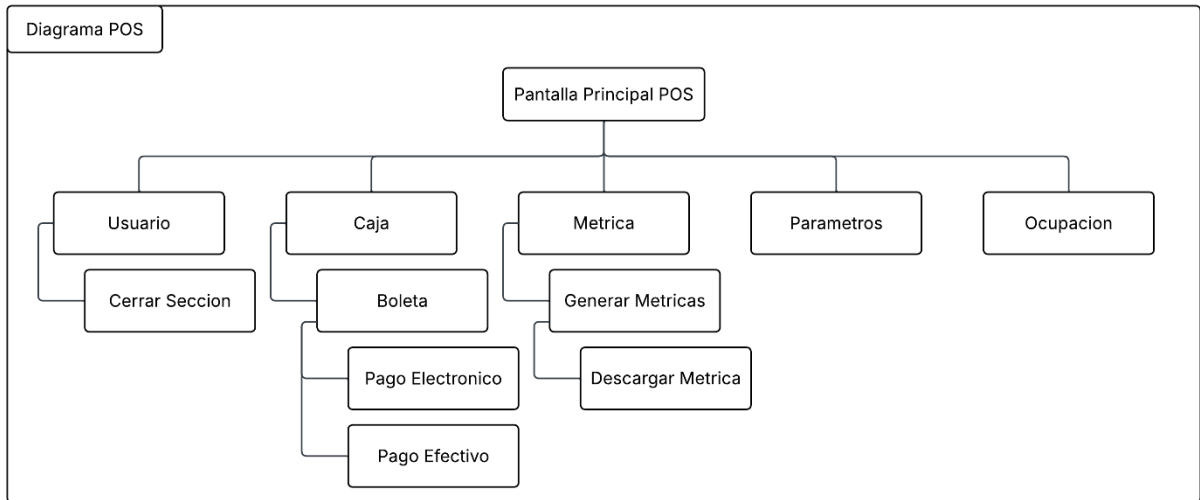 Diagrama POS
Pantalla Principal POS
Usuario
Caja
Metrica
Parametros
Ocupacion
Cerrar Seccion
Boleta
Generar Metricas
Pago Electronico
Descargar Metrica
Pago Efectivo